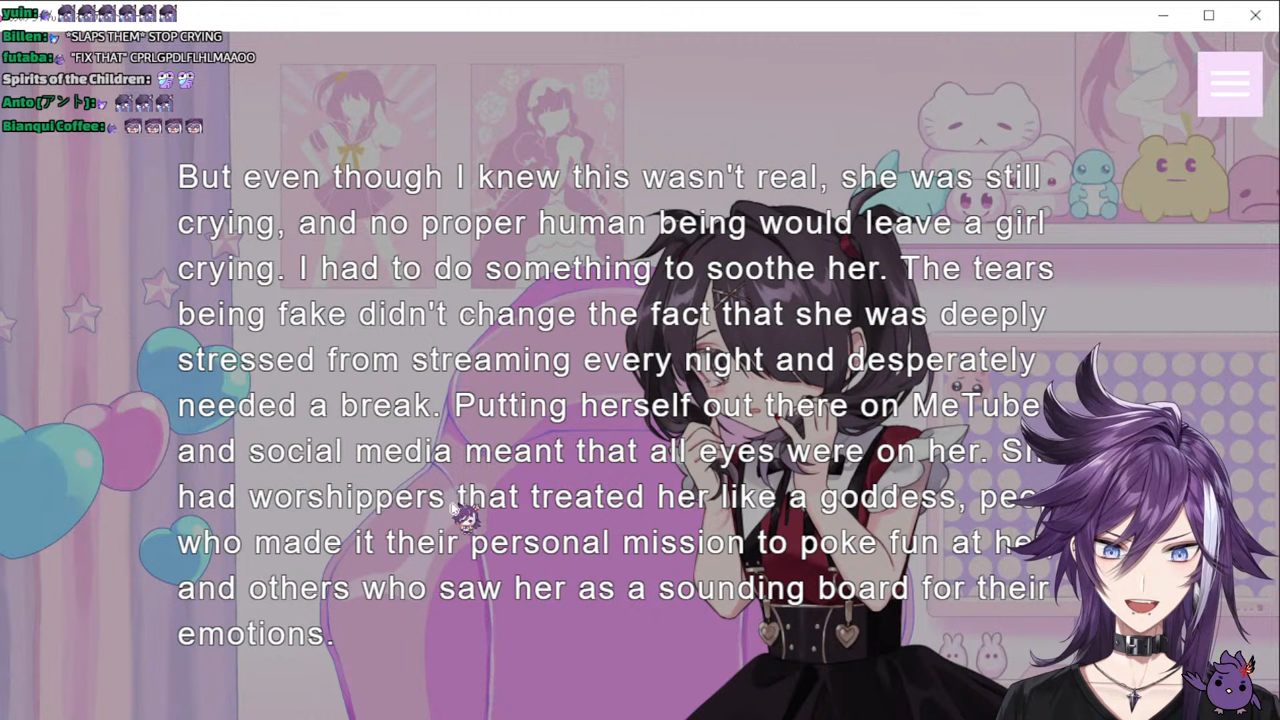 yuin:
Billen: *SLAPS THEM* STOP CRYING
futaba: "FIX THAT" CPRLGPDLFLHLMAAOO
Spirits of the Children:
Anto [アント]:
Bianqui Coffee:
But even though I knew this wasn't real, she was still
crying, and no proper human being would leave a girl
crying. I had to do something to soothe her. The tears
being fake didn't change the fact that she was deeply
stressed from streaming every night and desperately
needed a break. Putting herself out there on MeTube
and social media meant that all eyes were on her.
had worshippers that treated her like a goddess,
who made it their personal mission to poke fun at
and others who saw her as a sounding board for their
emotions.